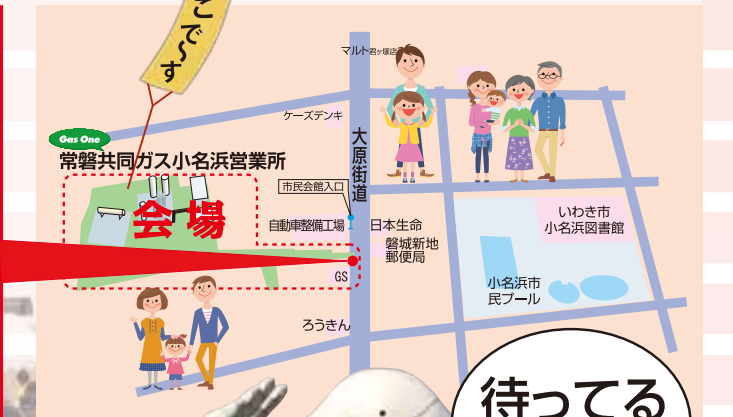 こで〜す
マルト君ヶ塚店
ケーズデンキ
Gas One
常磐共同ガス小名浜営業所
大原街道
市民会館入口
会場
自動車整備工場
日本生命
磐城新地
郵便局
GS
いわき市
小名浜図書館
小名浜市
民プール
ろうきん
待ってる